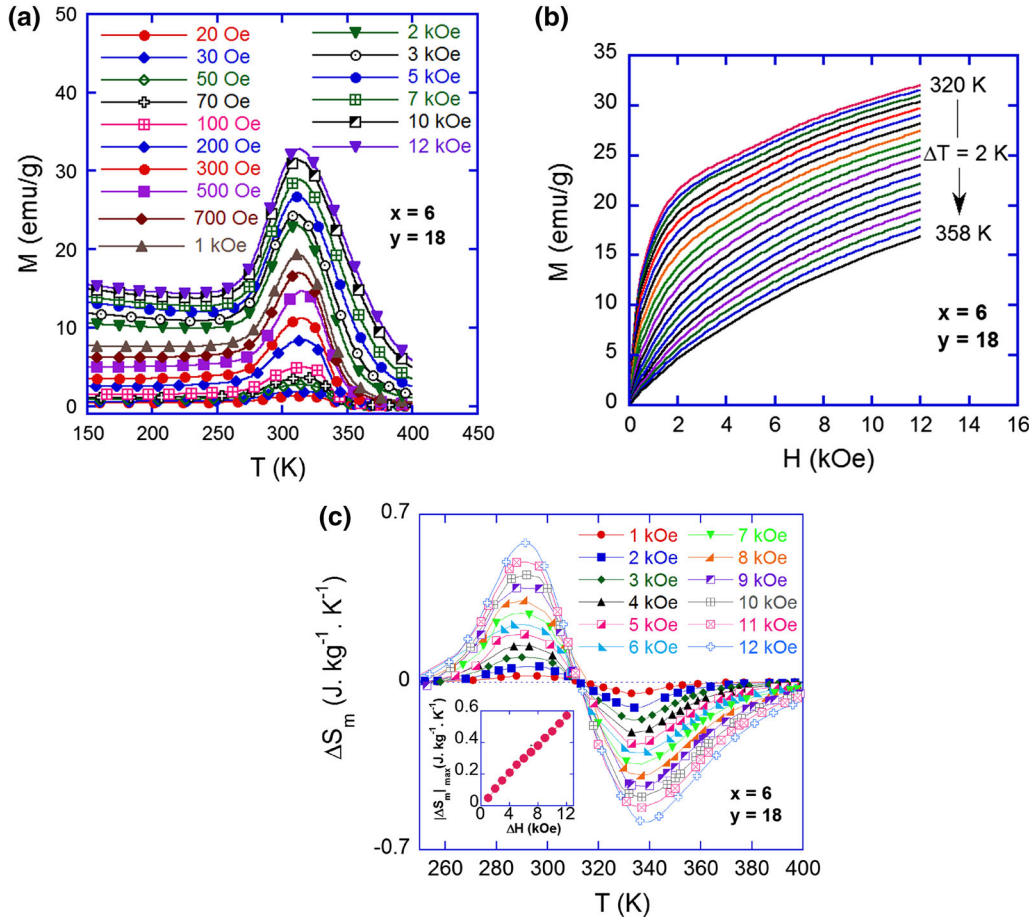 (a)
50
40
30
20
10
0
M (emu/g)
20 Oe
30 Oe
50 Oe
70 Oe
100 Oe
200 Oe
300 Oe
500 Oe
700 Oe
1 kOe
2 kOe
3 kOe
5 kOe
7 kOe
10 kOe
12 kOe
x = 6
y = 18
150 200 250 300 350 400 450
T (K)
(b)
35
30
25
20
15
10
5
0
M (emu/g)
320 K
ΔT = 2 K
358 K
x = 6
y = 18
0 2 4 6 8 10 12 14 16
H (kOe)
(c)
0.7
0
-0.7
ΔSm (J. kg-1. K-1)
1 kOe
2 kOe
3 kOe
4 kOe
5 kOe
6 kOe
7 kOe
8 kOe
9 kOe
10 kOe
11 kOe
12 kOe
|ΔSm|max(J. kg-1. K-1)
0.6
0.4
0.2
0
0 4 8 12
ΔH (kOe)
x = 6
y = 18
260 280 300 320 340 360 380 400
T (K)